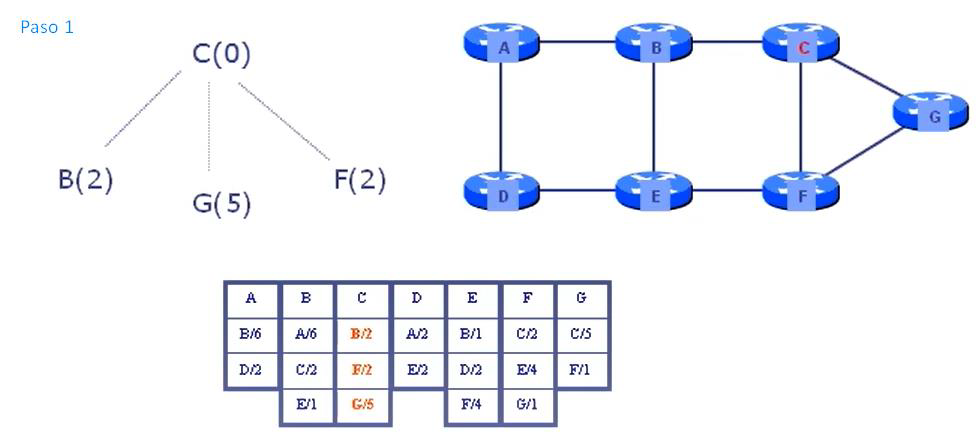 Paso 1
C(0)
B(2)
G(5)
F(2)
A
B
C
G
D
E
F
A B C D E F G
B/6 A/6 B/2 A/2 B/1 C/2 C/5
D/2 C/2 F/2 E/2 D/2 E/4 F/1
E/1 G/5 F/4 G/1